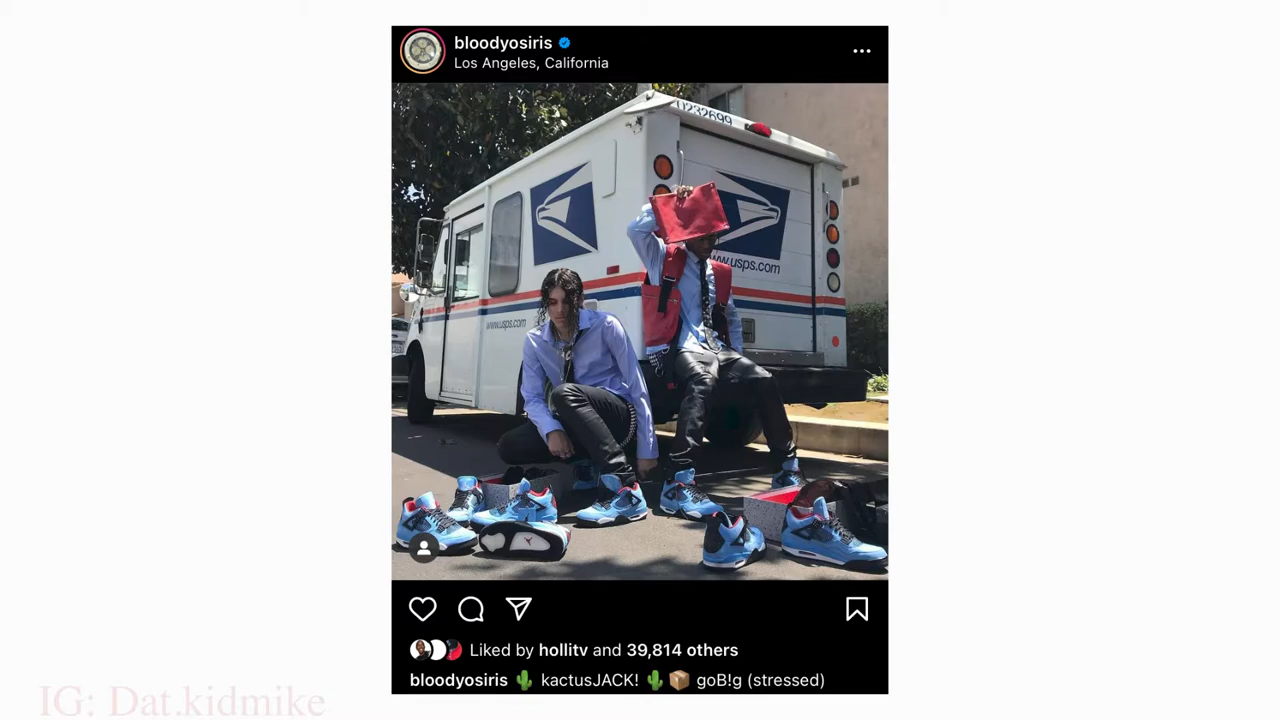 bloodyosiris
Los Angeles, California
0232699
www.usps.com
www.usps.com
Liked by hollitv and 39,814 others
bloodyosiris 🌵 kactusJACK! 🌵 📦 goB!g (stressed)
IG: Dat.kidmike